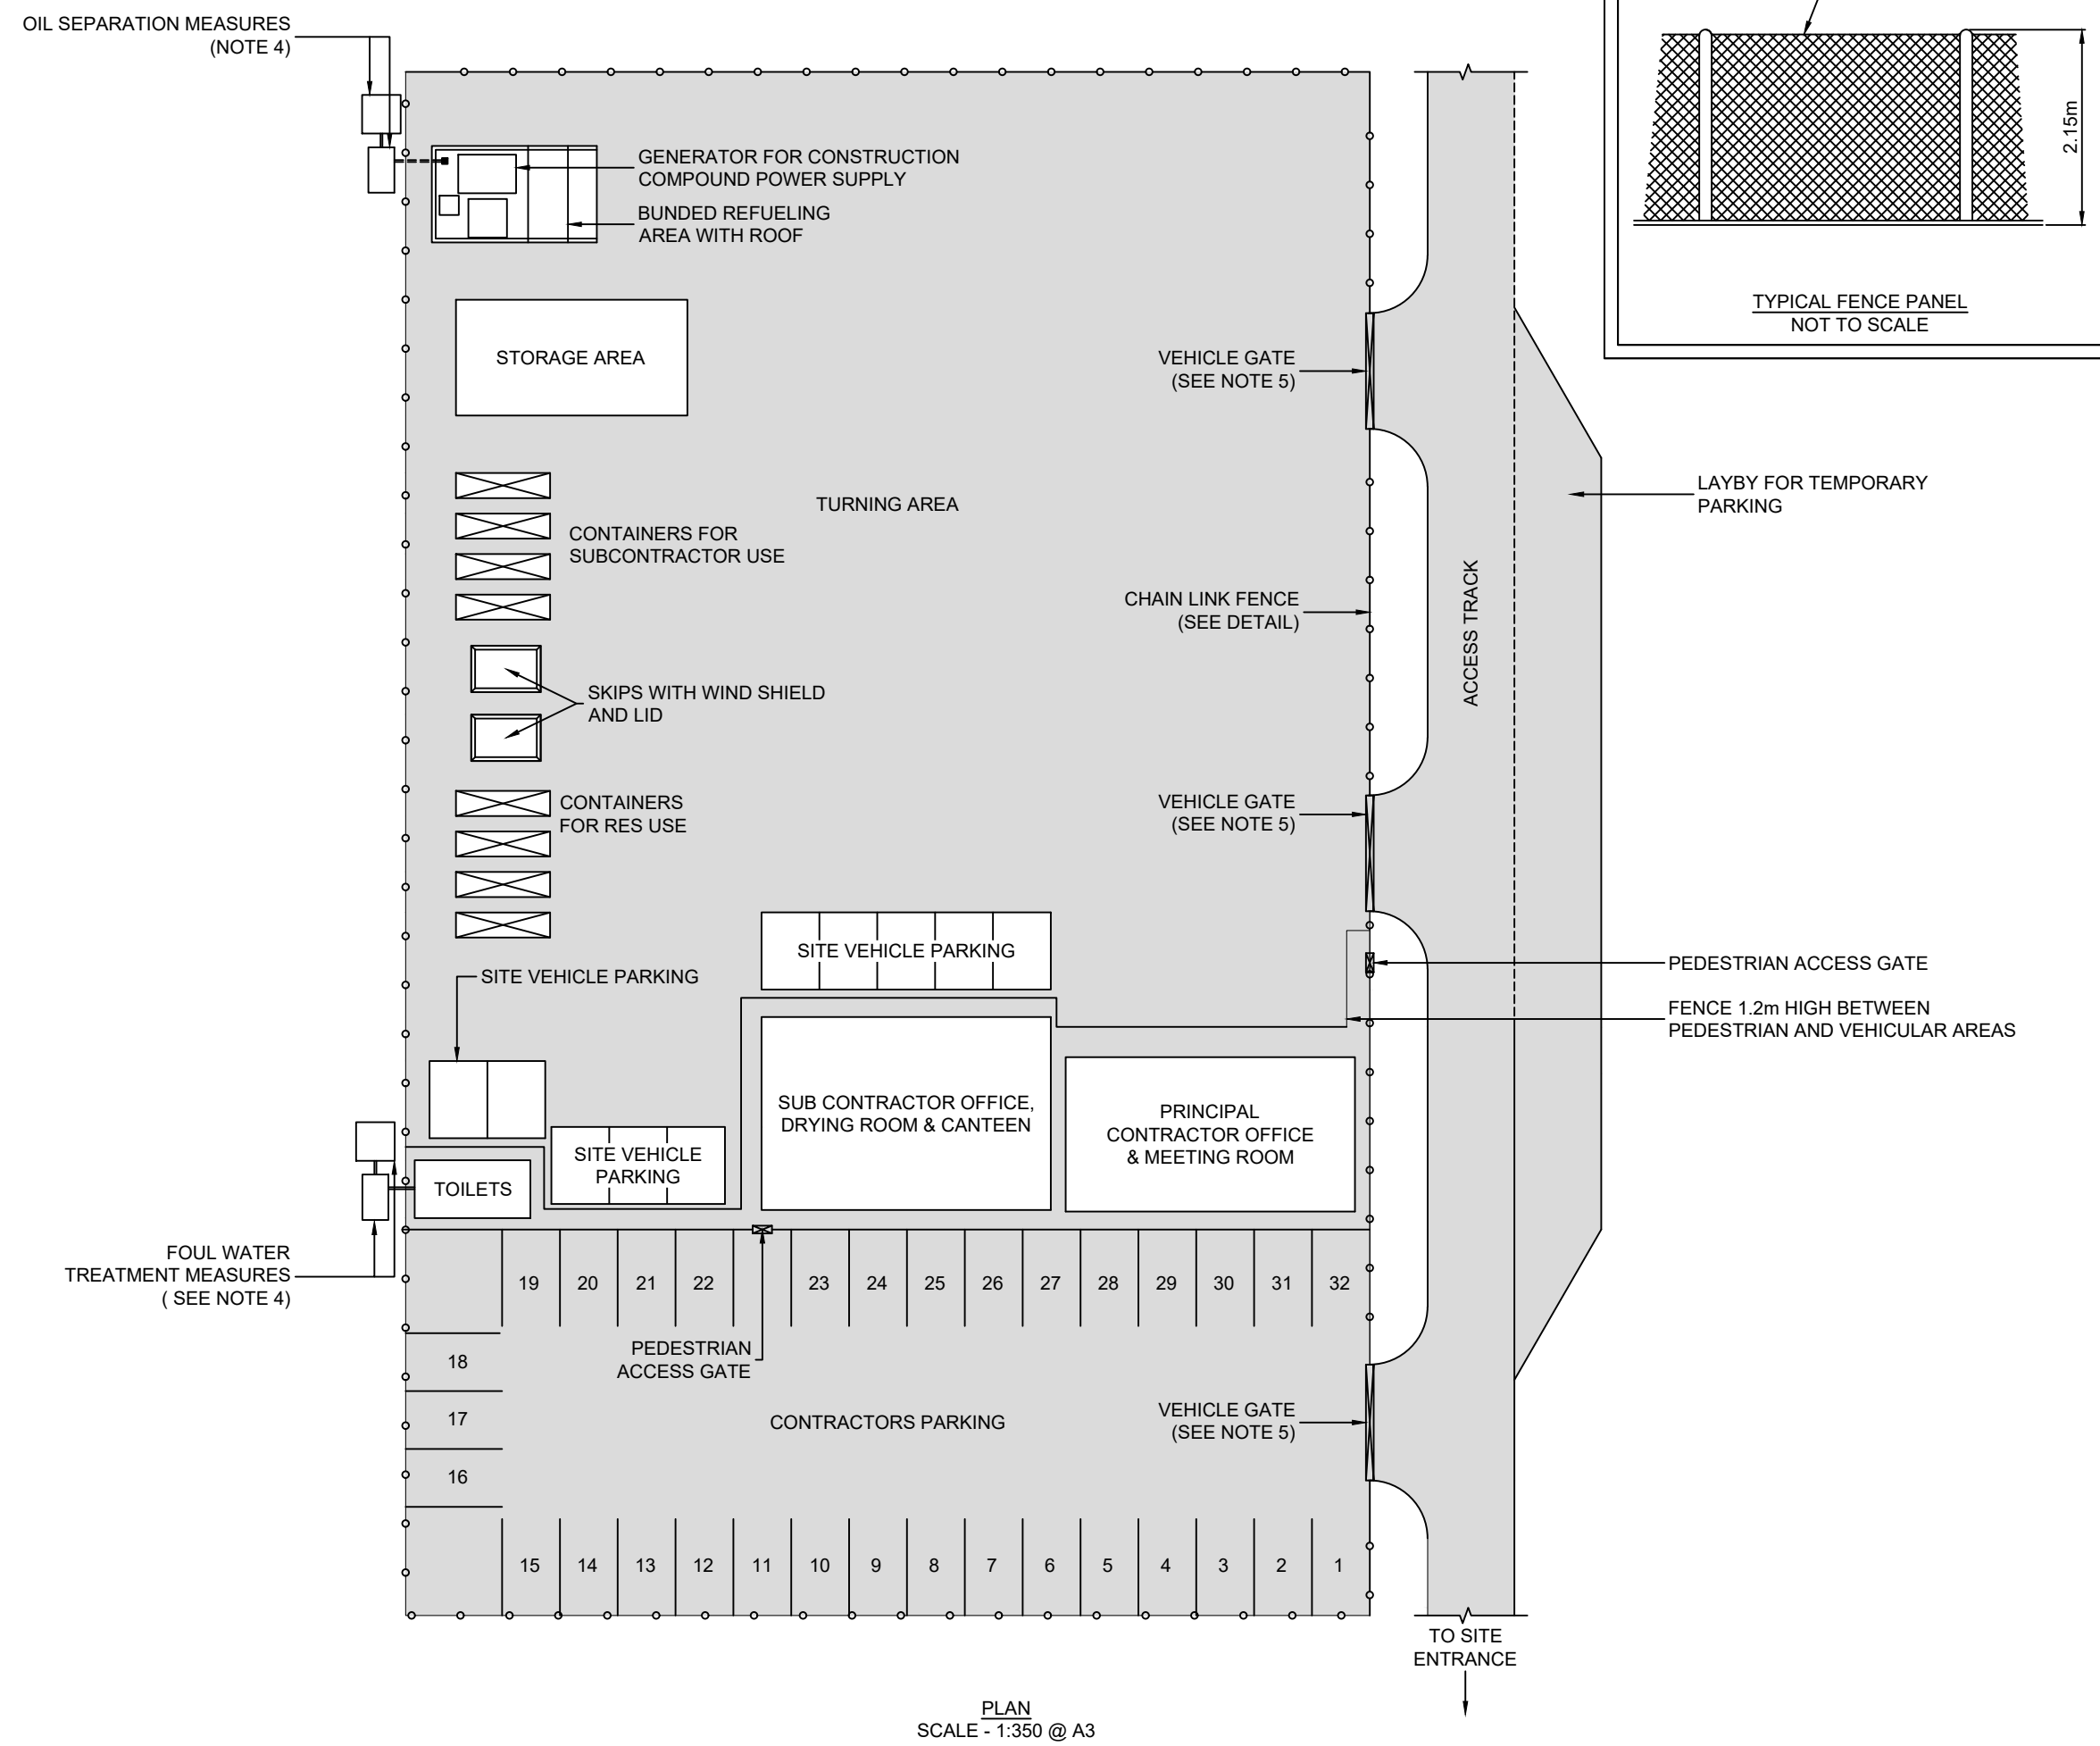 OIL SEPARATION MEASURES
(NOTE 4)
GENERATOR FOR CONSTRUCTION
COMPOUND POWER SUPPLY
BUNDED REFUELING
AREA WITH ROOF
2.15m
TYPICAL FENCE PANEL
NOT TO SCALE
STORAGE AREA
VEHICLE GATE
(SEE NOTE 5)
TURNING AREA
LAYBY FOR TEMPORARY
PARKING
CONTAINERS FOR
SUBCONTRACTOR USE
CHAIN LINK FENCE
(SEE DETAIL)
ACCESS TRACK
SKIPS WITH WIND SHIELD
AND LID
CONTAINERS
FOR RES USE
VEHICLE GATE
(SEE NOTE 5)
SITE VEHICLE PARKING
SITE VEHICLE PARKING
PEDESTRIAN ACCESS GATE
FENCE 1.2m HIGH BETWEEN
PEDESTRIAN AND VEHICULAR AREAS
SUB CONTRACTOR OFFICE,
DRYING ROOM & CANTEEN
PRINCIPAL
CONTRACTOR OFFICE
& MEETING ROOM
SITE VEHICLE
PARKING
TOILETS
FOUL WATER
TREATMENT MEASURES
( SEE NOTE 4)
19 20 21 22 23 24 25 26 27 28 29 30 31 32
PEDESTRIAN
ACCESS GATE
18
17
16
CONTRACTORS PARKING
VEHICLE GATE
(SEE NOTE 5)
15 14 13 12 11 10 9 8 7 6 5 4 3 2 1
TO SITE
ENTRANCE
PLAN
SCALE - 1:350 @ A3